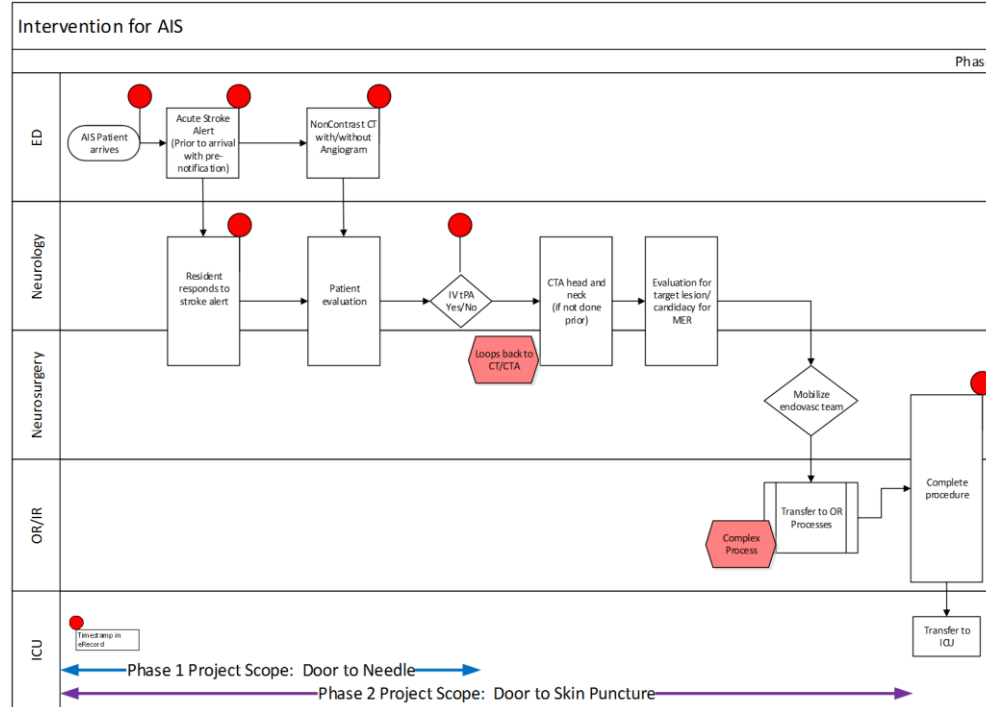 Intervention for AIS
Phas
ED
AIS Patient
arrives
Acute Stroke
Alert
(Prior to arrival
with pre-
notification)
NonContrast CT
with/without
Angiogram
Neurology
Resident
responds to
stroke alert
Patient
evaluation
IV tPA
Yes/No
CTA head and
neck
(if not done
prior)
Evaluation for
target lesion/
candidacy for
MER
Neurosurgery
Loops back to
CT/CTA
Mobilize
endovasc team
Complete
procedure
OR/IR
Transfer to OR
Processes
Complex
Process
ICU
Timestamp in
eRecord
Transfer to
ICU
Phase 1 Project Scope: Door to Needle
Phase 2 Project Scope: Door to Skin Puncture